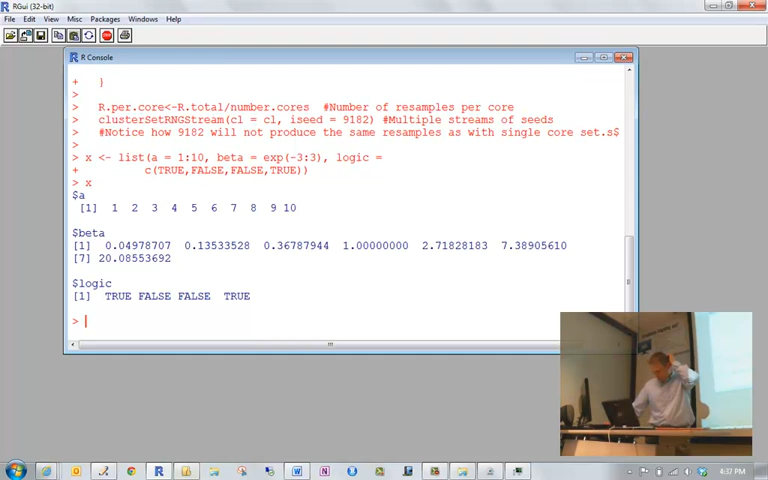 RGui (32-bit)
File Edit View Misc Packages Windows Help
STOP
R Console
+ }
>
> R.per.core<-R.total/number.cores #Number of resamples per core
> clusterSetRNGStream(cl = cl, iseed = 9182) #Multiple streams of seeds
> #Notice how 9182 will not produce the same resamples as with single core set.s$
>
> x <- list(a = 1:10, beta = exp(-3:3), logic =
+ c(TRUE,FALSE,FALSE,TRUE))
> x
$a
[1] 1 2 3 4 5 6 7 8 9 10
$beta
[1] 0.04978707 0.13533528 0.36787944 1.00000000 2.71828183 7.38905610
[7] 20.08553692
$logic
[1] TRUE FALSE FALSE TRUE
>
4:37 PM